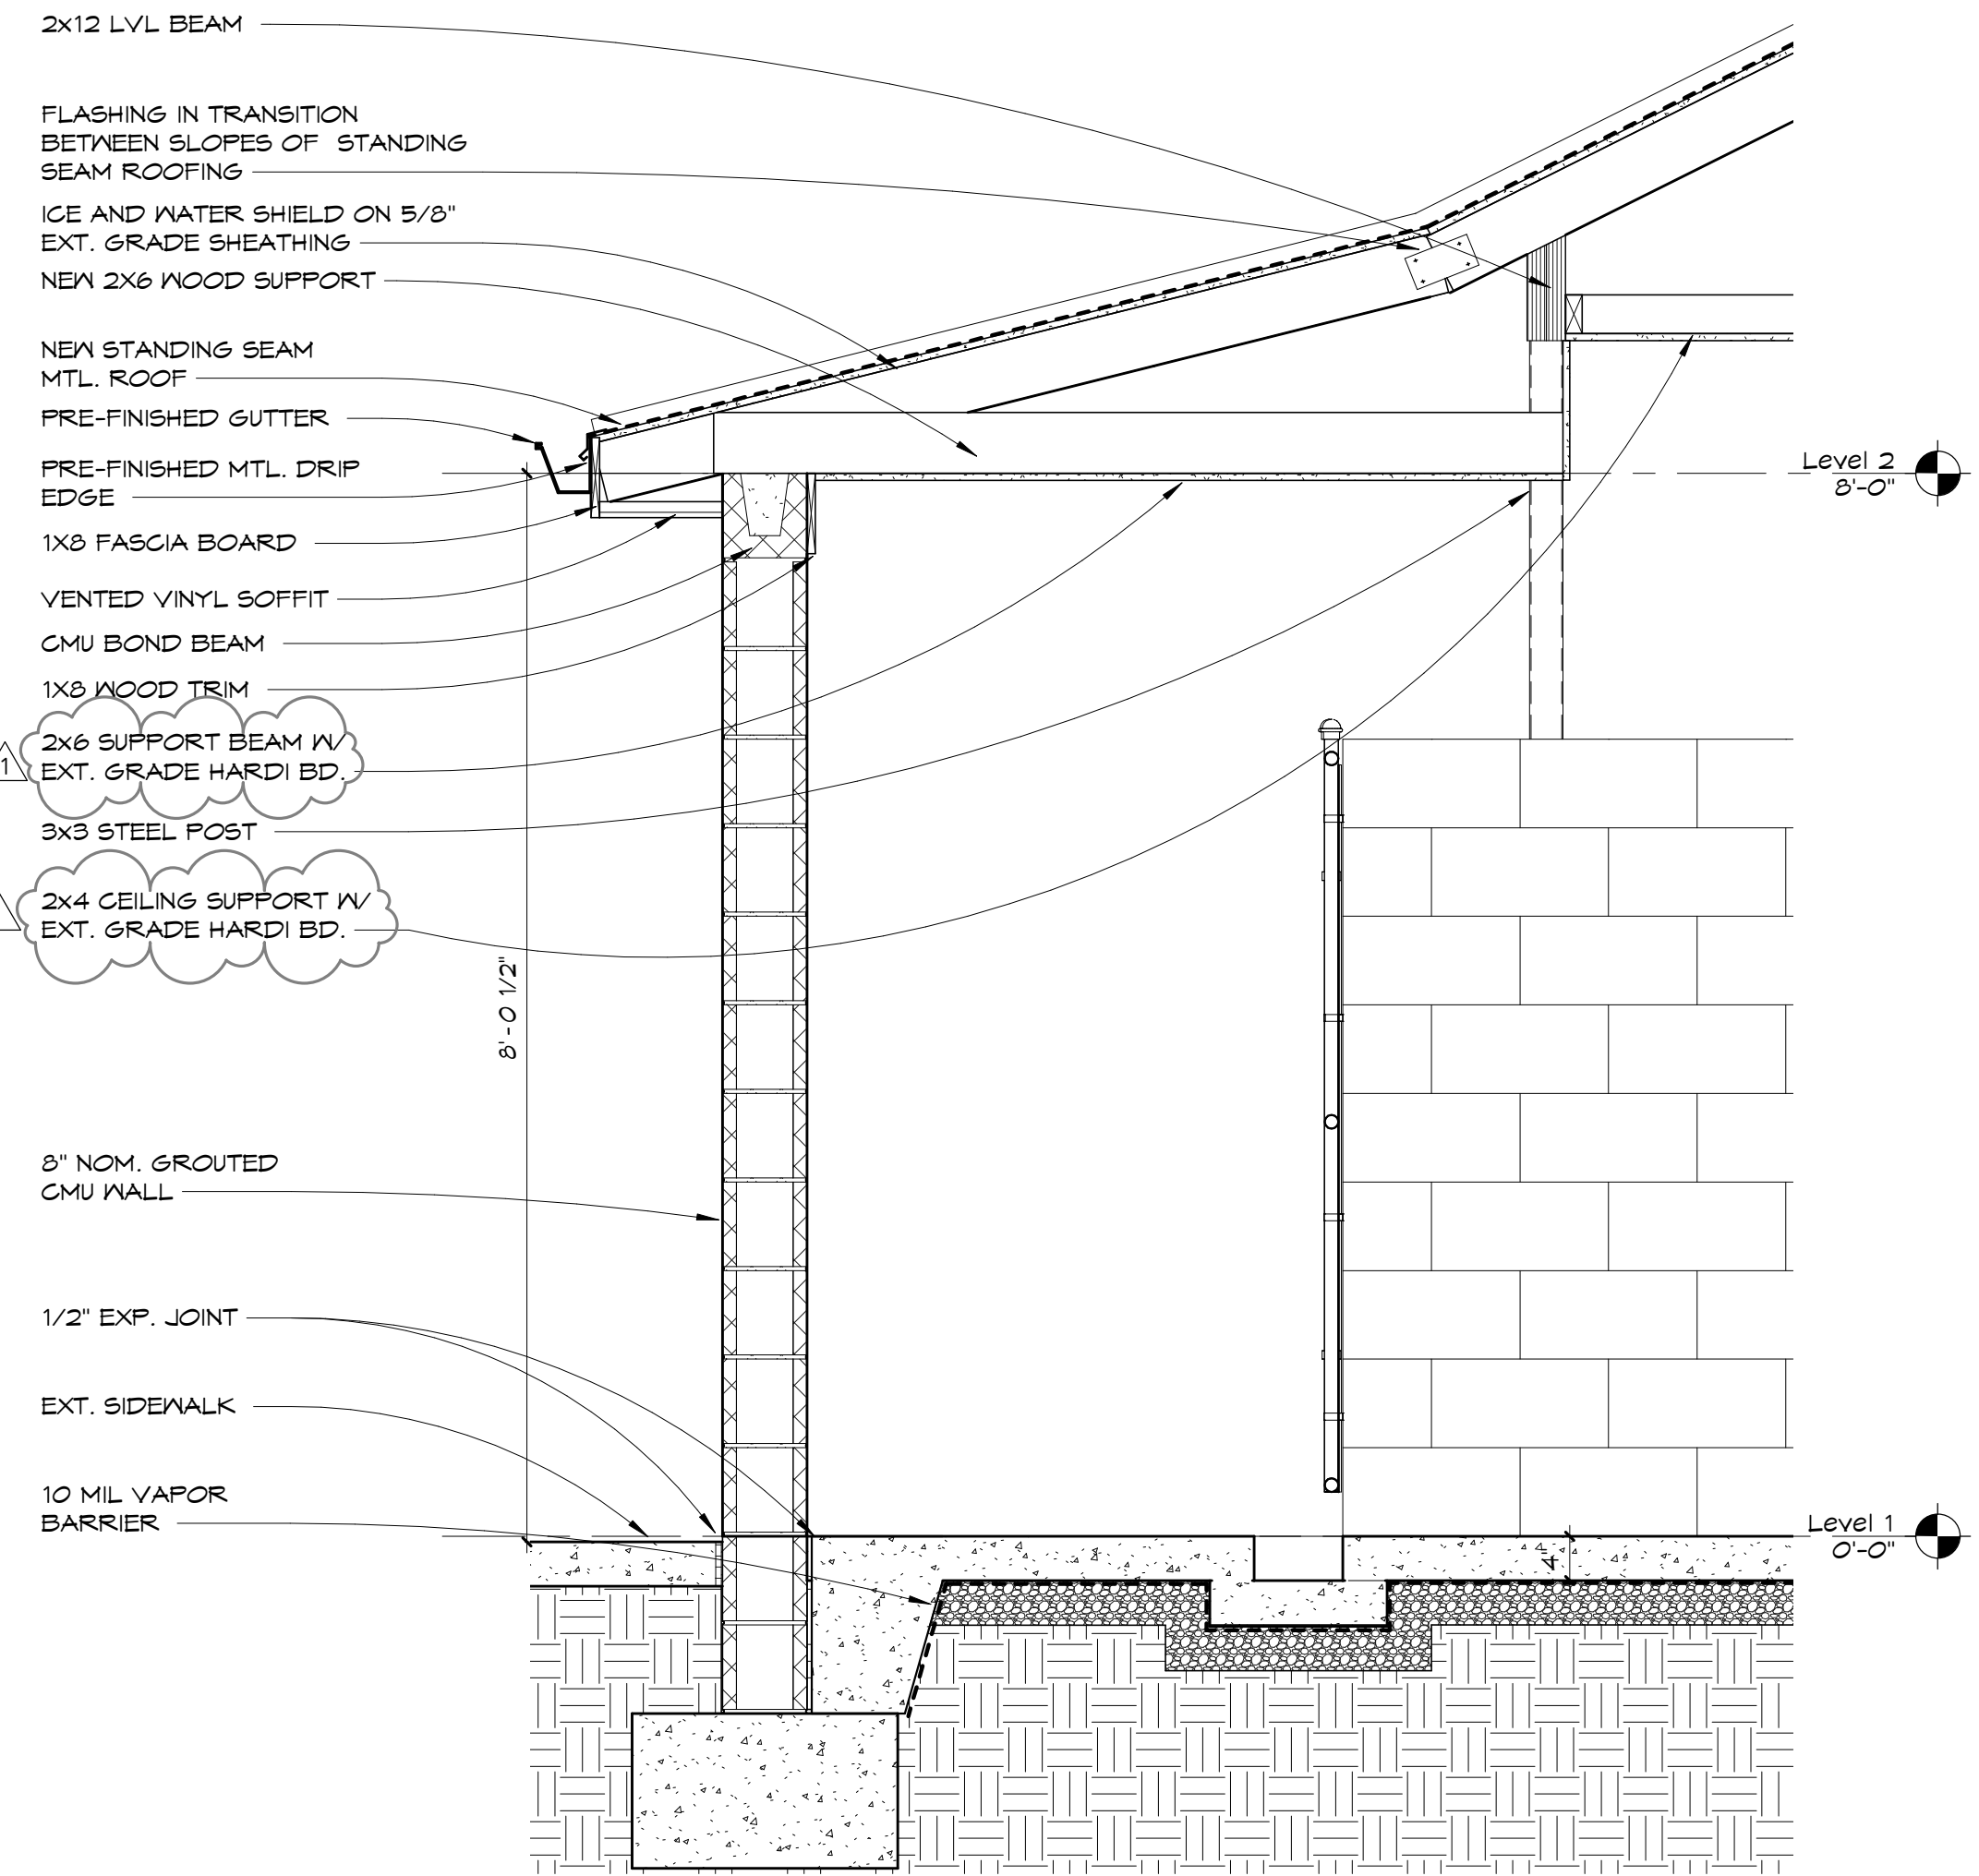 2x12 LVL BEAM
FLASHING IN TRANSITION
BETWEEN SLOPES OF STANDING
SEAM ROOFING
ICE AND WATER SHIELD ON 5/8"
EXT. GRADE SHEATHING
NEW 2X6 WOOD SUPPORT
NEW STANDING SEAM
MTL. ROOF
PRE-FINISHED GUTTER
PRE-FINISHED MTL. DRIP
EDGE
1X8 FASCIA BOARD
VENTED VINYL SOFFIT
CMU BOND BEAM
1X8 WOOD TRIM
1
2x6 SUPPORT BEAM W/
EXT. GRADE HARDI BD.
3x3 STEEL POST
2x4 CEILING SUPPORT W/
EXT. GRADE HARDI BD.
8" NOM. GROUTED
CMU WALL
1/2" EXP. JOINT
EXT. SIDEWALK
10 MIL VAPOR
BARRIER
8'-0 1/2"
Level 2
8'-0"
Level 1
0'-0"
4"